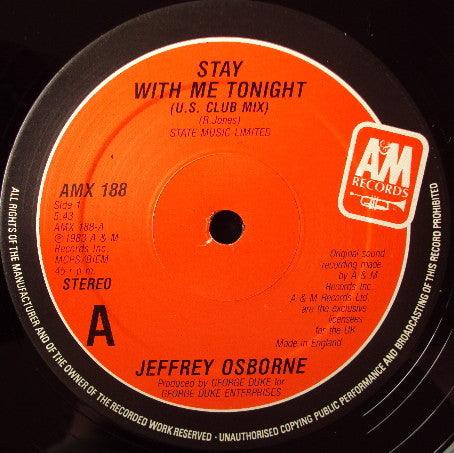 STAY
WITH ME TONIGHT
(U.S. CLUB MIX)
(R.Jones)
STATE MUSIC LIMITED
A&M
RECORDS
AMX 188
Side 1
5:43
AMX 188-A
℗ 1983 A & M
Records Inc.
MCPS/BIEM
45 r.p.m.
STEREO
A
Original sound
recording made
by A & M
Records Inc.
A & M Records Ltd.
are the exclusive
licensees
for the UK
Made in England
JEFFREY OSBORNE
Produced by GEORGE DUKE for
GEORGE DUKE ENTERPRISES
ALL RIGHTS OF THE MANUFACTURER AND OF THE OWNER OF THE RECORDED WORK RESERVED - UNAUTHORISED COPYING PUBLIC PERFORMANCE AND BROADCASTING OF THIS RECORD PROHIBITED